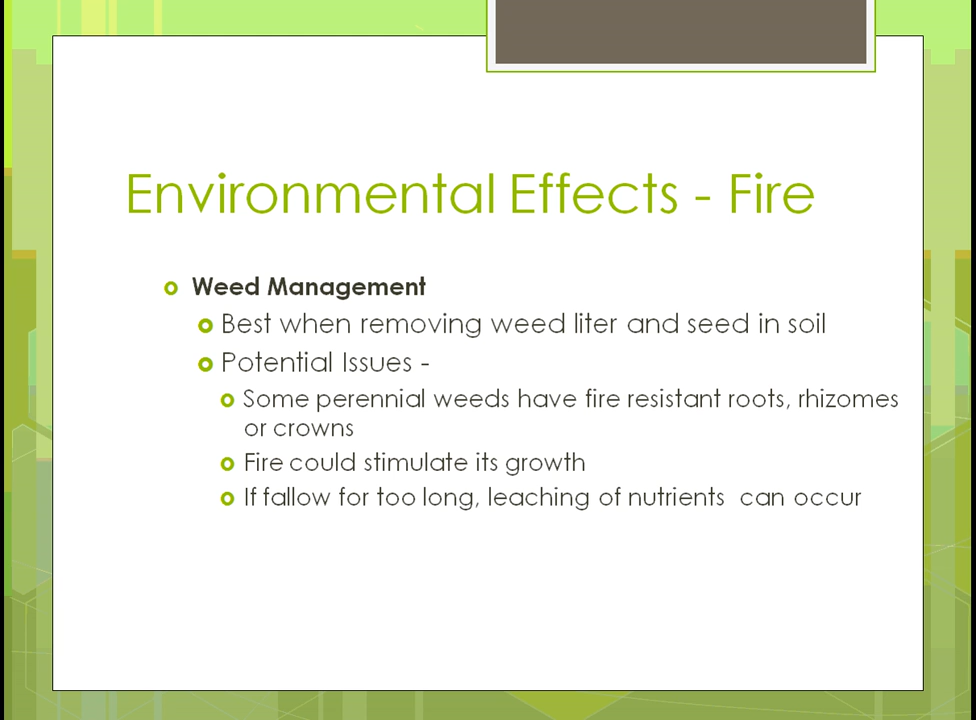 Environmental Effects - Fire
Weed Management
Best when removing weed liter and seed in soil
Potential Issues -
Some perennial weeds have fire resistant roots, rhizomes
or crowns
Fire could stimulate its growth
If fallow for too long, leaching of nutrients  can occur